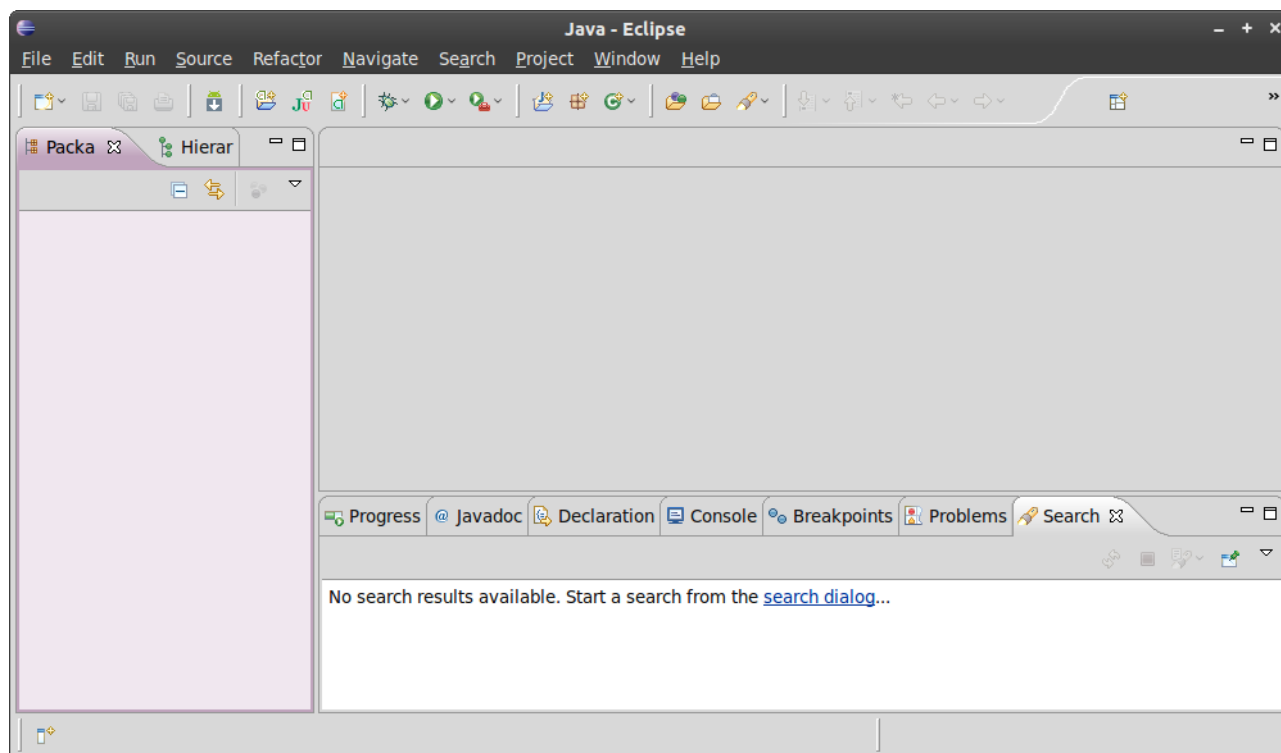 Java - Eclipse
File Edit Run Source Refactor Navigate Search Project Window Help
Packa Hierar
Progress @ Javadoc Declaration Console Breakpoints Problems Search
No search results available. Start a search from the search dialog...